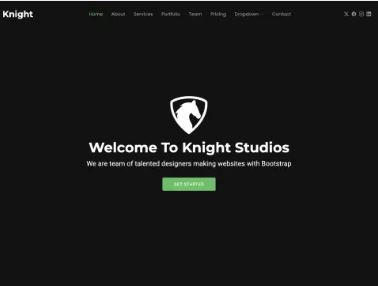 Knight
Home About Services Portfolio Team Pricing Dropdown Contact
Welcome To Knight Studios
We are team of talented designers making websites with Bootstrap
GET STARTED